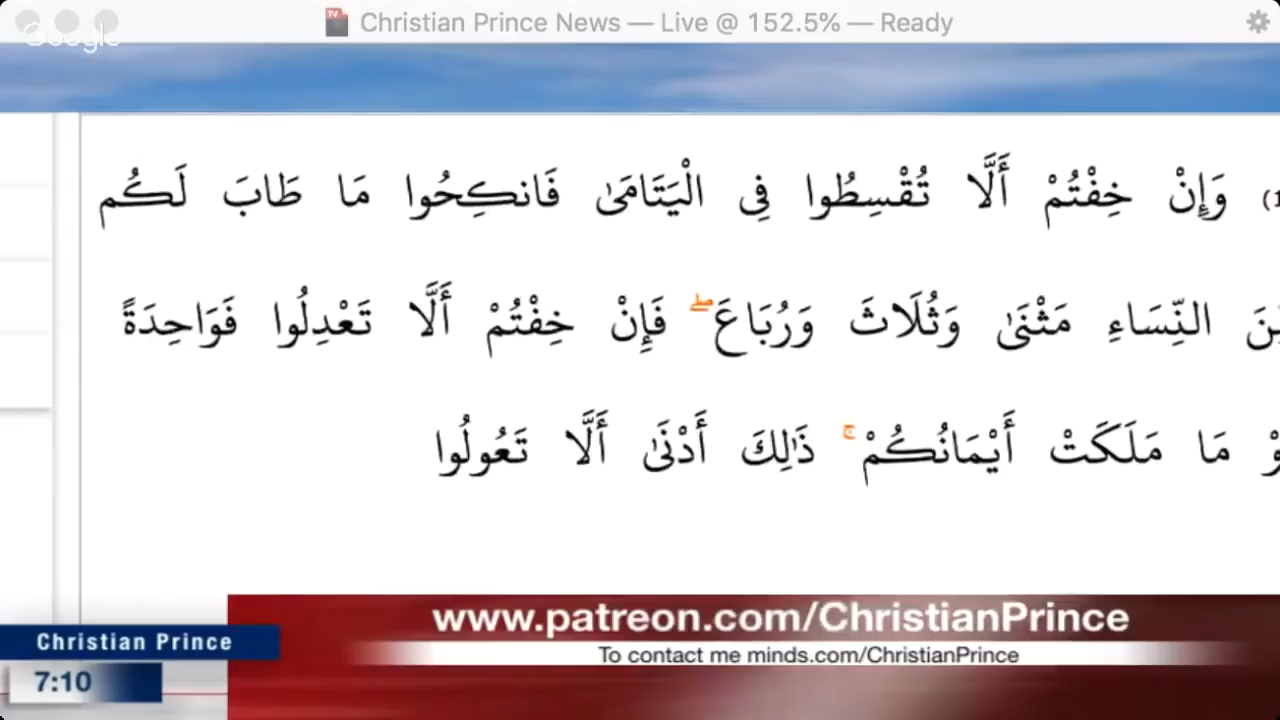 Christian Prince News — Live @ 152.5% — Ready
Google
وَإِنْ خِفْتُمْ أَلَّا تُقْسِطُوا فِى الْيَتَامَىٰ فَانكِحُوا مَا طَابَ لَكُم
النِّسَاءِ مَثْنَىٰ وَثُلَاثَ وَرُبَاعَ ۖ فَإِنْ خِفْتُمْ أَلَّا تَعْدِلُوا فَوَاحِدَةً
مَا مَلَكَتْ أَيْمَانُكُمْ ۚ ذَٰلِكَ أَدْنَىٰ أَلَّا تَعُولُوا
www.patreon.com/ChristianPrince
To contact me minds.com/ChristianPrince
Christian Prince
7:10